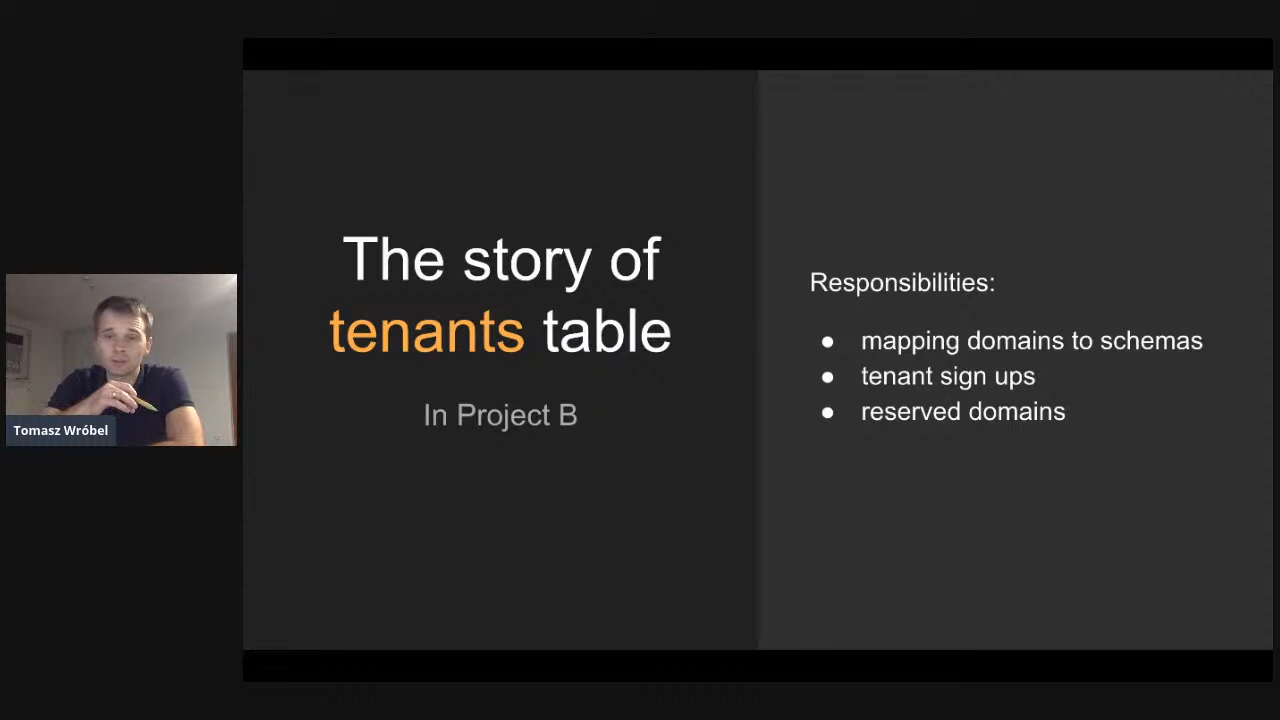 The story of
tenants table
In Project B
Responsibilities:
● mapping domains to schemas
● tenant sign ups
● reserved domains
Tomasz Wróbel